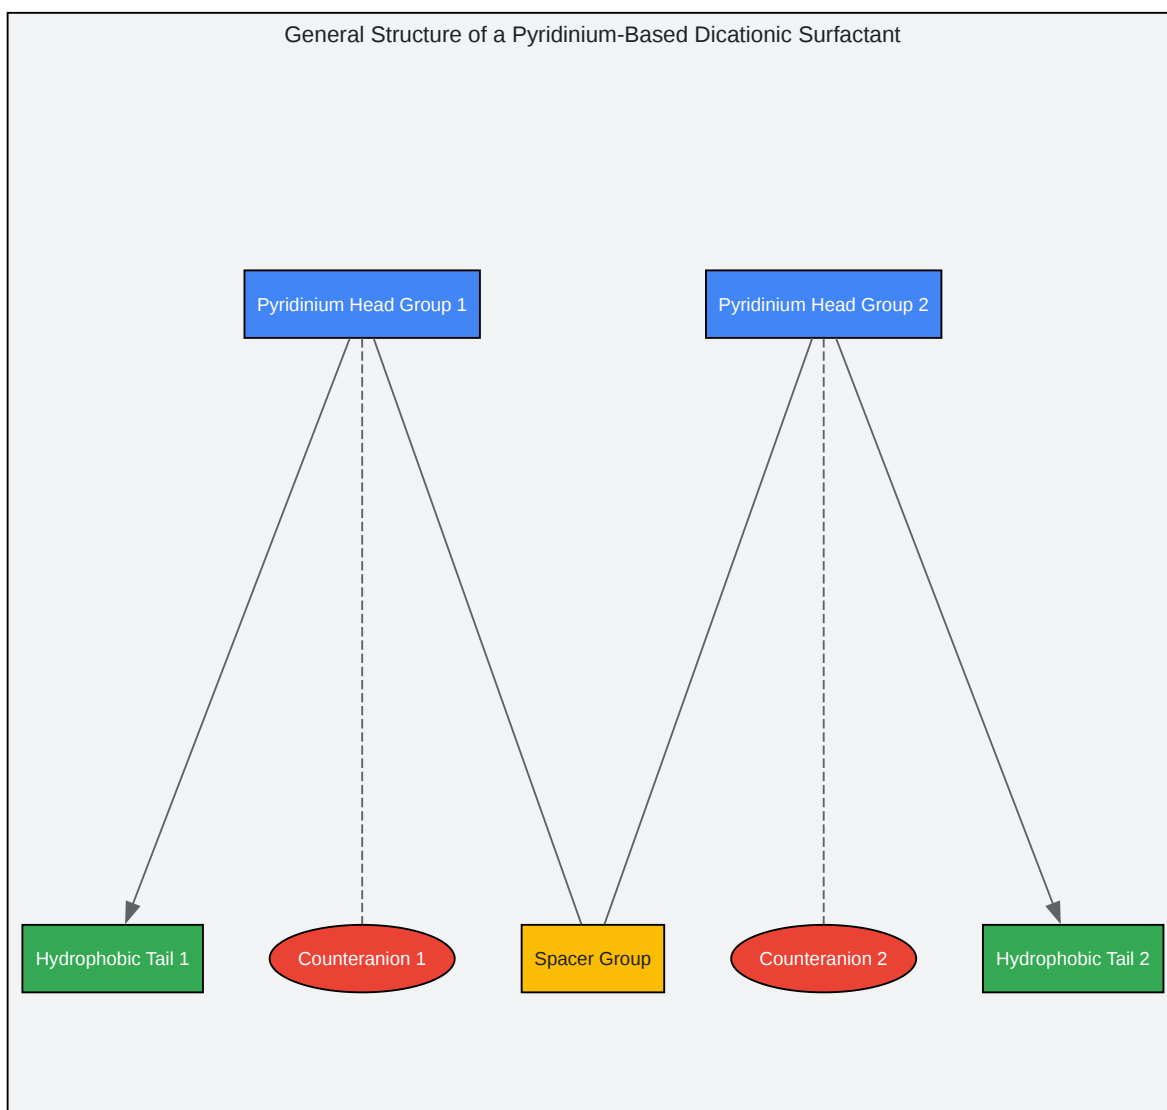 General Structure of a Pyridinium-Based Dicationic Surfactant
Pyridinium Head Group 1
Pyridinium Head Group 2
Hydrophobic Tail 1
Counteranion 1
Spacer Group
Counteranion 2
Hydrophobic Tail 2